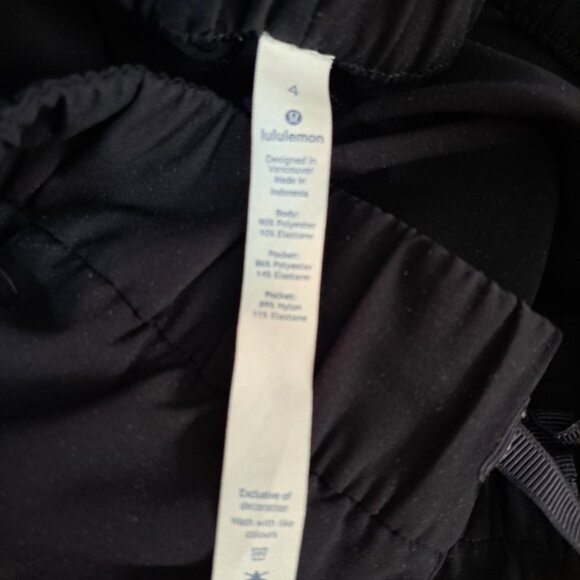 4
lululemon
Designed in
Vancouver
Made in
Indonesia
Body:
90% Polyester
10% Elastane
Pocket:
86% Polyester
14% Elastane
Pocket:
89% Nylon
11% Elastane
Exclusive of
decoration
Wash with like
colours